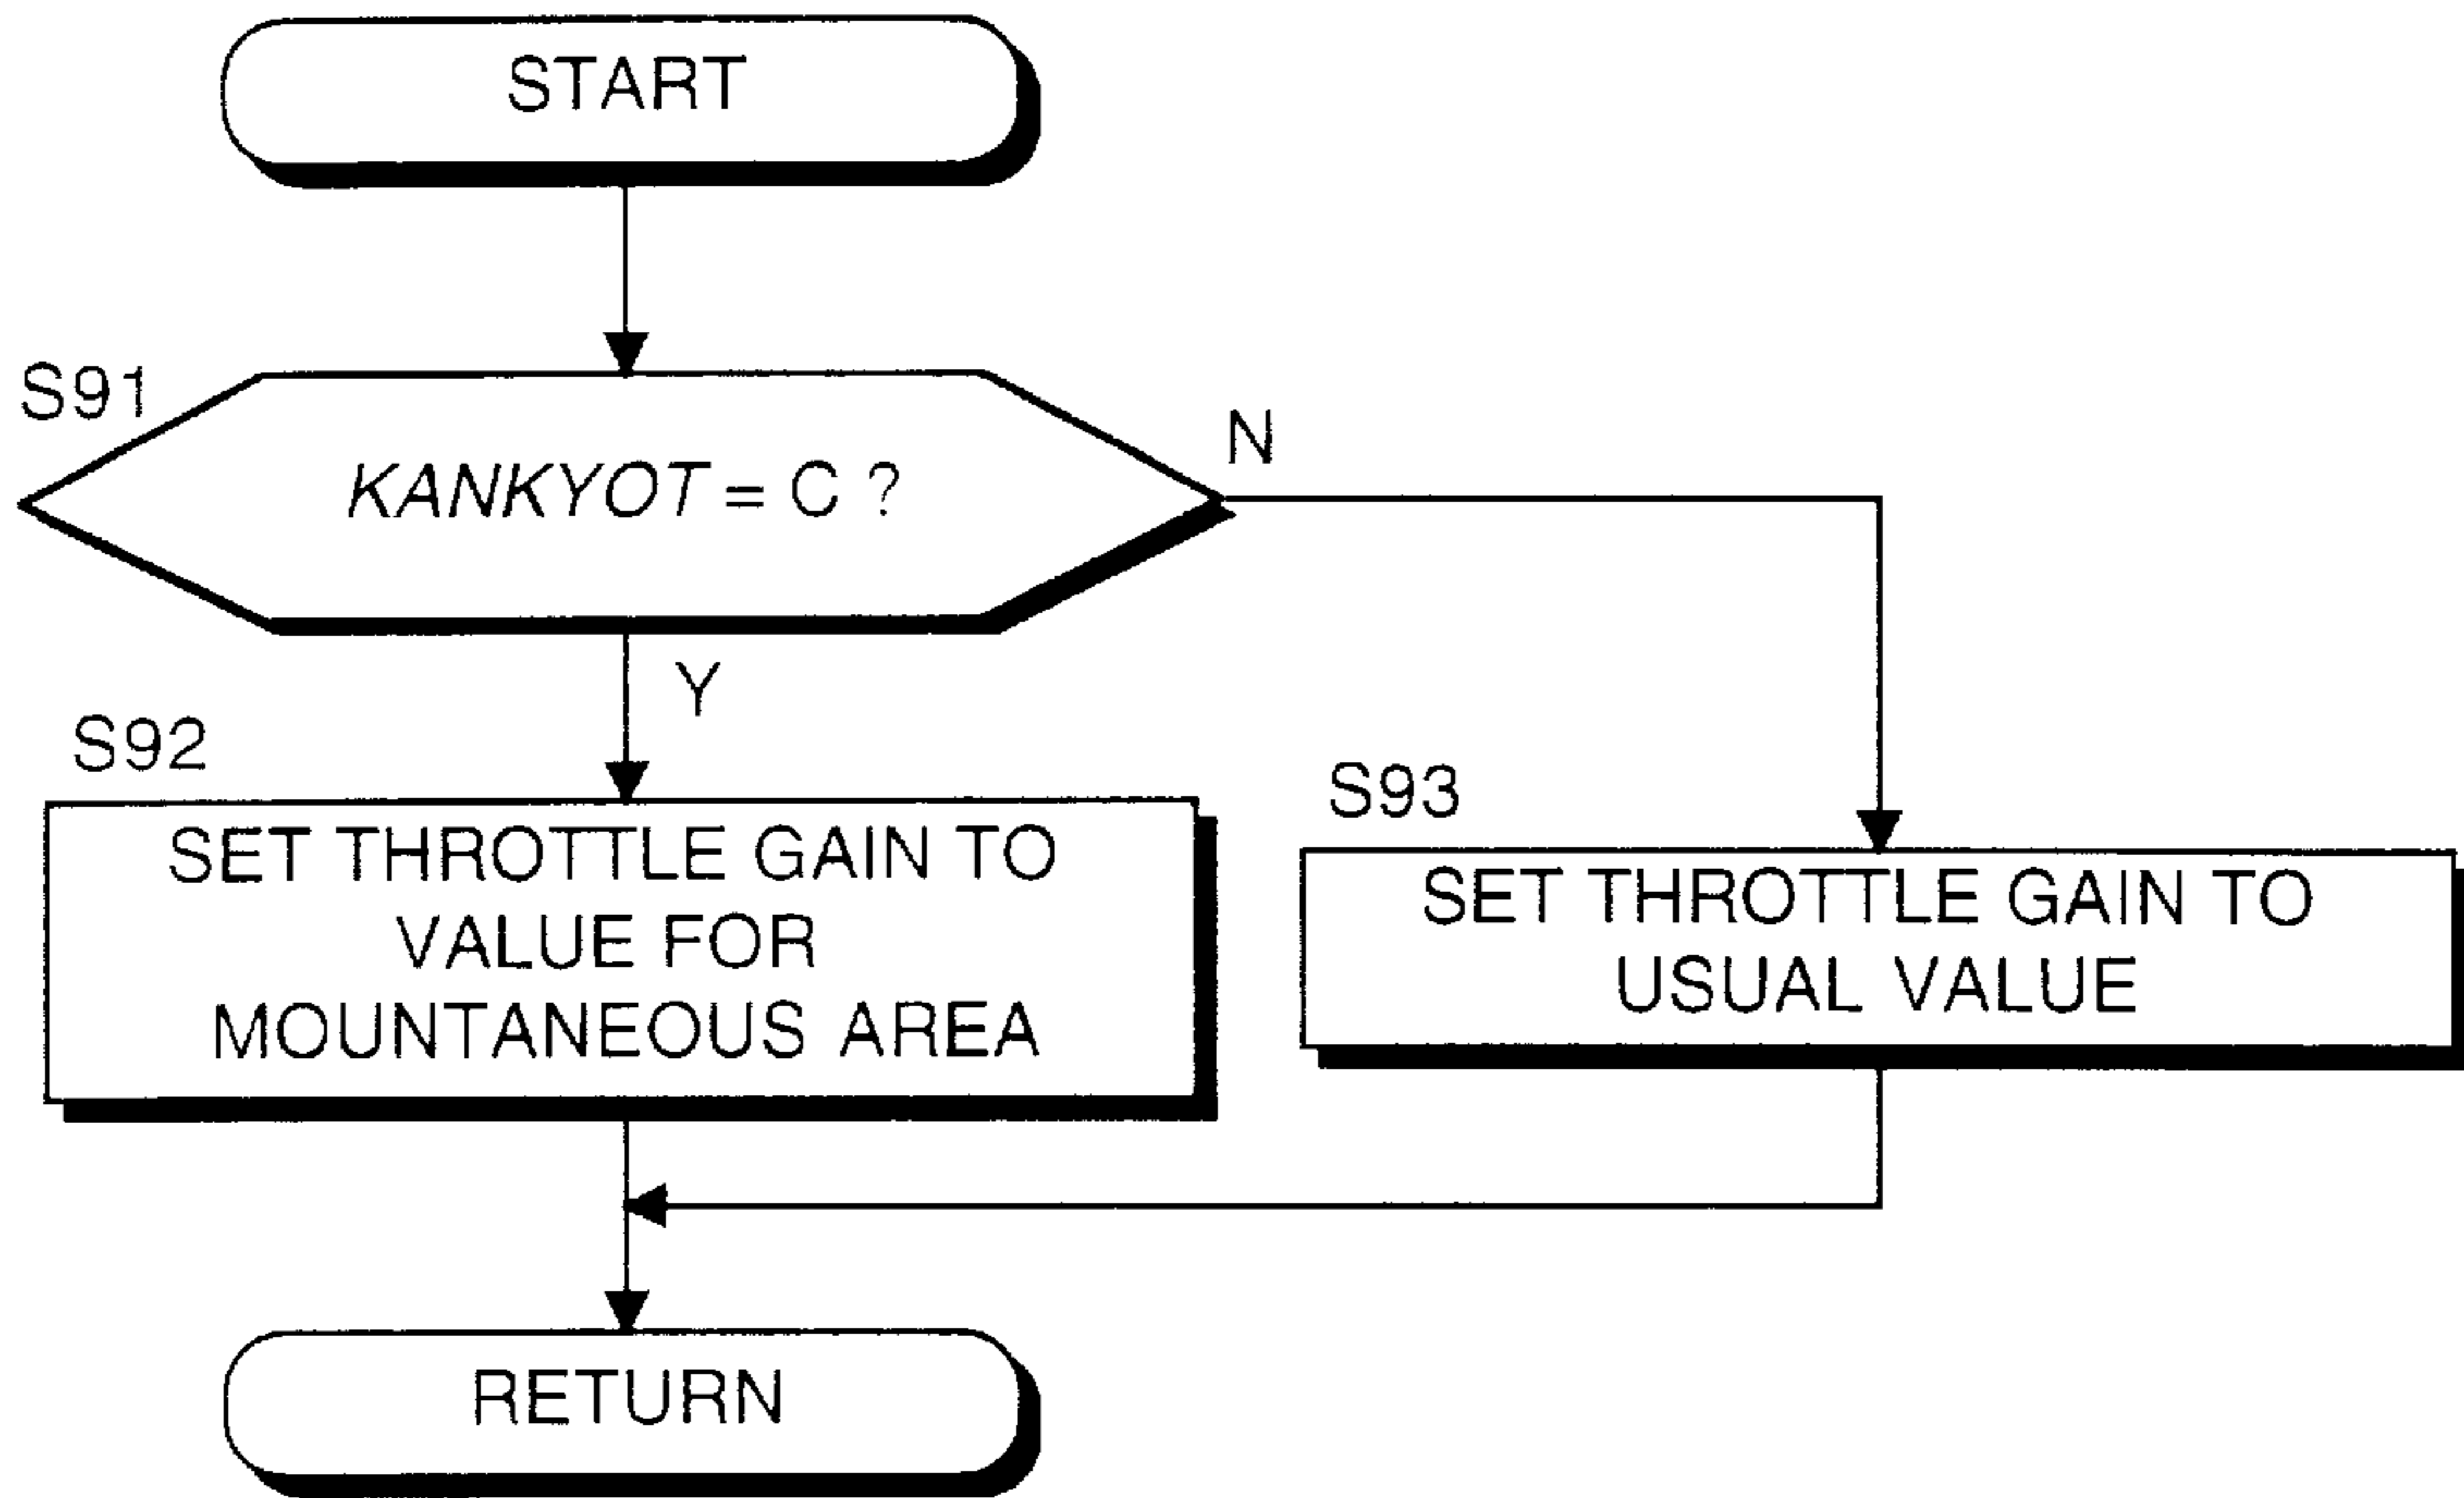 START
S91
KANKYOT = C ?
N
Y
S92
SET THROTTLE GAIN TO
VALUE FOR
MOUNTANEOUS AREA
S93
SET THROTTLE GAIN TO
USUAL VALUE
RETURN